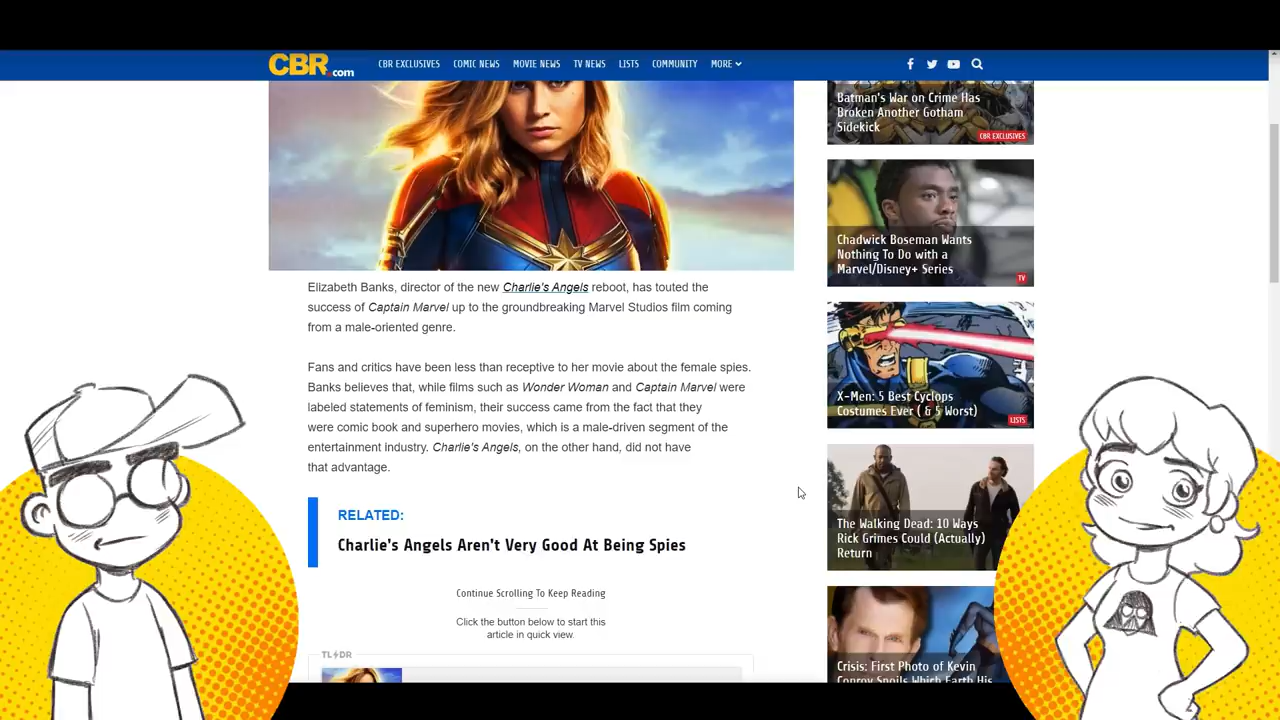 CBR.com
CBR EXCLUSIVES COMIC NEWS MOVIE NEWS TV NEWS LISTS COMMUNITY MORE
Elizabeth Banks, director of the new Charlie's Angels reboot, has touted the
success of Captain Marvel up to the groundbreaking Marvel Studios film coming
from a male-oriented genre.
Fans and critics have been less than receptive to her movie about the female spies.
Banks believes that, while films such as Wonder Woman and Captain Marvel were
labeled statements of feminism, their success came from the fact that they
were comic book and superhero movies, which is a male-driven segment of the
entertainment industry. Charlie's Angels, on the other hand, did not have
that advantage.
RELATED:
Charlie's Angels Aren't Very Good At Being Spies
Continue Scrolling To Keep Reading
Click the button below to start this
article in quick view.
TL DR
Batman's War on Crime Has
Broken Another Gotham
Sidekick
CBR EXCLUSIVES
Chadwick Boseman Wants
Nothing To Do with a
Marvel/Disney+ Series
TV
X-Men: 5 Best Cyclops
Costumes Ever ( & 5 Worst)
LISTS
The Walking Dead: 10 Ways
Rick Grimes Could (Actually)
Return
Crisis: First Photo of Kevin
Conroy Spoils Which Earth His